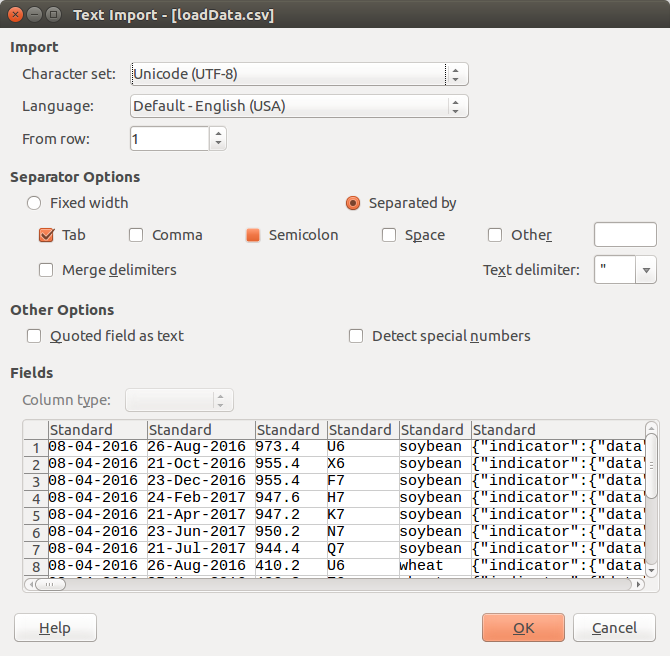 Text Import - [loadData.csv]
Import
Character set: Unicode (UTF-8)
Language: Default - English (USA)
From row: 1
Separator Options
Fixed width Separated by
Tab Comma Semicolon Space Other
Merge delimiters Text delimiter: "
Other Options
Quoted field as text Detect special numbers
Fields
Column type:
Standard Standard Standard Standard Standard Standard
1 08-04-2016 26-Aug-2016 973.4 U6 soybean {"indicator":{"data"
2 08-04-2016 21-Oct-2016 955.4 X6 soybean {"indicator":{"data"
3 08-04-2016 23-Dec-2016 955.4 F7 soybean {"indicator":{"data"
4 08-04-2016 24-Feb-2017 947.6 H7 soybean {"indicator":{"data"
5 08-04-2016 21-Apr-2017 947.2 K7 soybean {"indicator":{"data"
6 08-04-2016 23-Jun-2017 950.2 N7 soybean {"indicator":{"data"
7 08-04-2016 21-Jul-2017 944.4 Q7 soybean {"indicator":{"data"
8 08-04-2016 26-Aug-2016 410.2 U6 wheat {"indicator":{"data"
Help OK Cancel